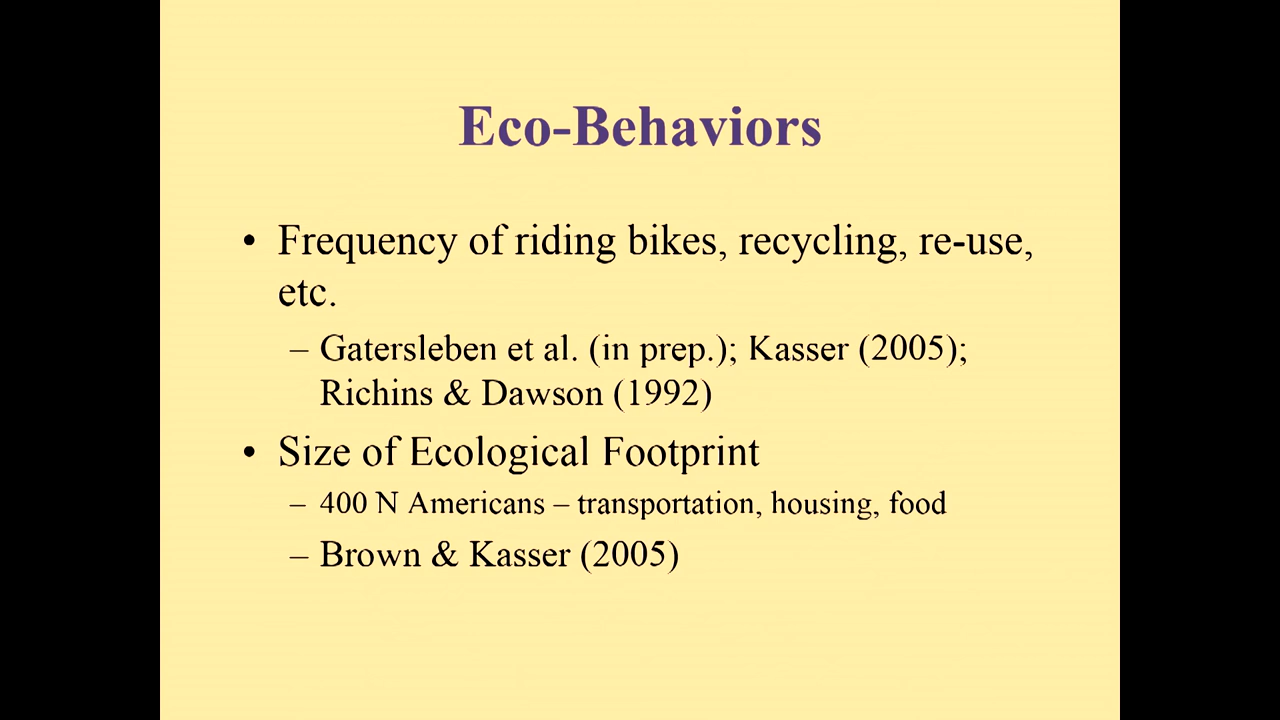 Eco-Behaviors
• Frequency of riding bikes, recycling, re-use,
etc.
– Gatersleben et al. (in prep.); Kasser (2005);
Richins & Dawson (1992)
• Size of Ecological Footprint
– 400 N Americans – transportation, housing, food
– Brown & Kasser (2005)